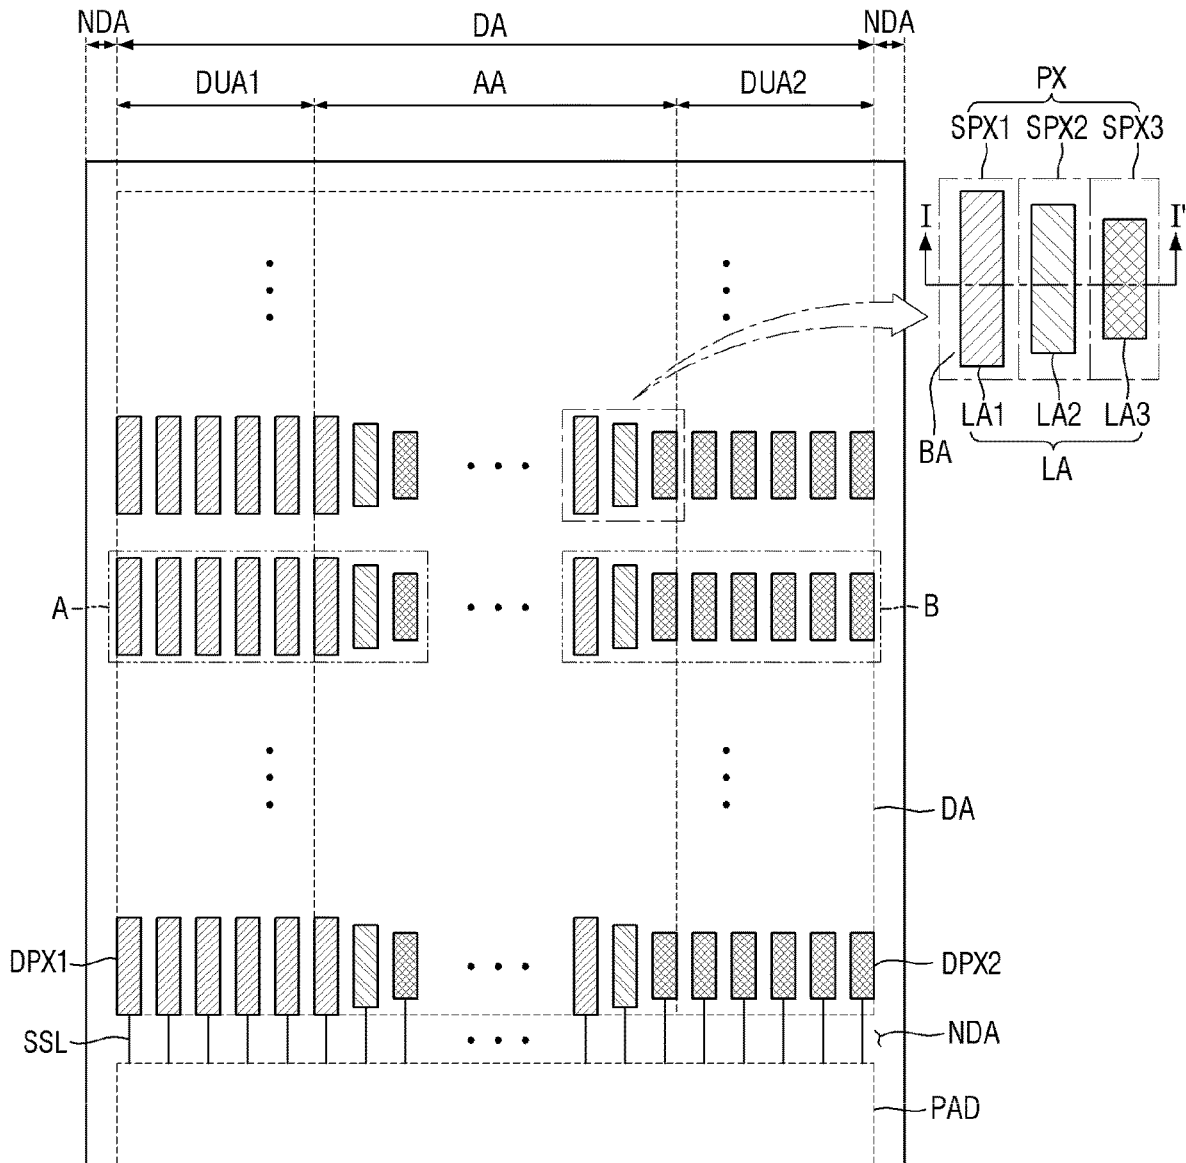 NDA DA NDA
DUA1 AA DUA2
PX
SPX1 SPX2 SPX3
I I'
LA1 LA2 LA3
BA
LA
A B
DA
DPX1 DPX2
SSL NDA
PAD